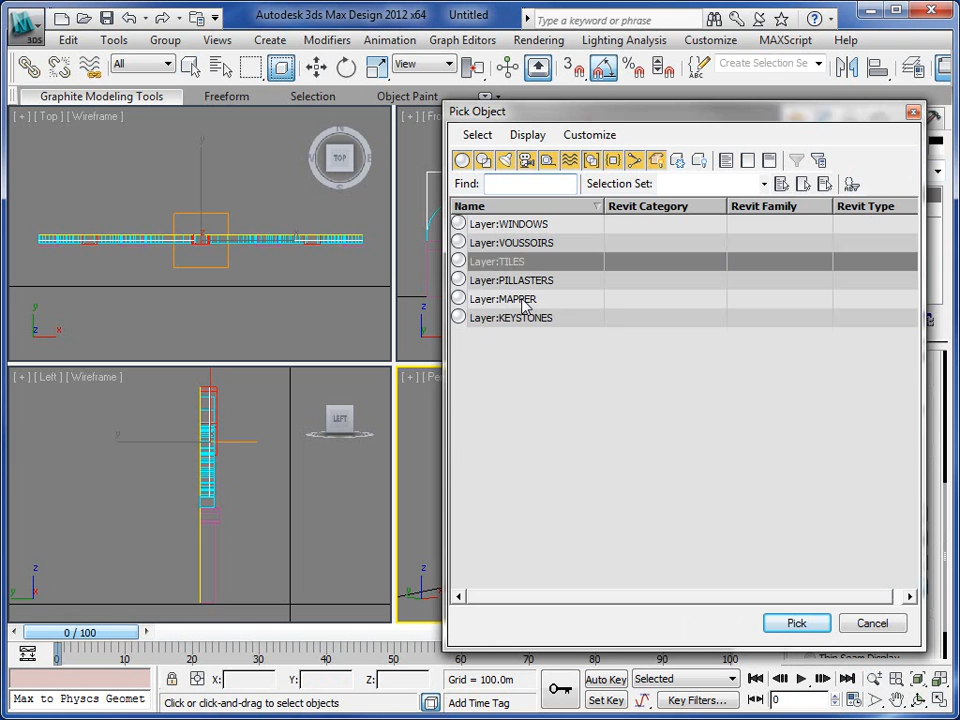 Autodesk 3ds Max Design 2012 x64 Untitled
Type a keyword or phrase
3DS
Edit Tools Group Views Create Modifiers Animation Graph Editors Rendering Lighting Analysis Customize MAXScript Help
All View 3 Create Selection Se
Graphite Modeling Tools Freeform Selection Object Paint
[ + ] [ Top ] [ Wireframe ]
[ + ] [ Fro
TOP
Pick Object
Select Display Customize
Find: Selection Set:
Name Revit Category Revit Family Revit Type
Layer:WINDOWS
Layer:VOUSSOIRS
Layer:TILES
Layer:PILLASTERS
Layer:MAPPER
Layer:KEYSTONES
y
z x
[ + ] [ Left ] [ Wireframe ]
[ + ] [ Pe
LEFT
y
z
z
Pick Cancel
0 / 100
0 10 20 30 40 50 60 70 80 90 100
X: Y: Z: Grid = 100.0m Auto Key Selected
Max to Physcs Geomet Click or click-and-drag to select objects Add Time Tag Set Key Key Filters... 0